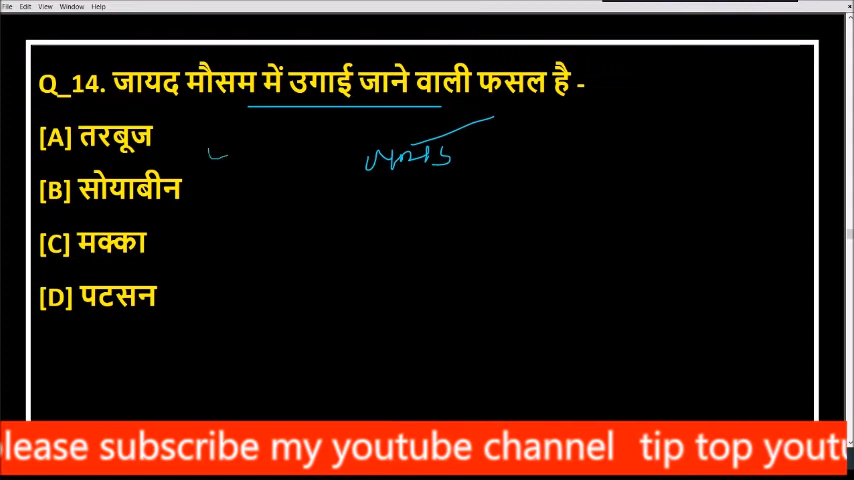 File Edit View Window Help
Q_14. जायद मौसम में उगाई जाने वाली फसल है -
[A] तरबूज
[B] सोयाबीन
[C] मक्का
[D] पटसन
lease subscribe my youtube channel tip top youtu